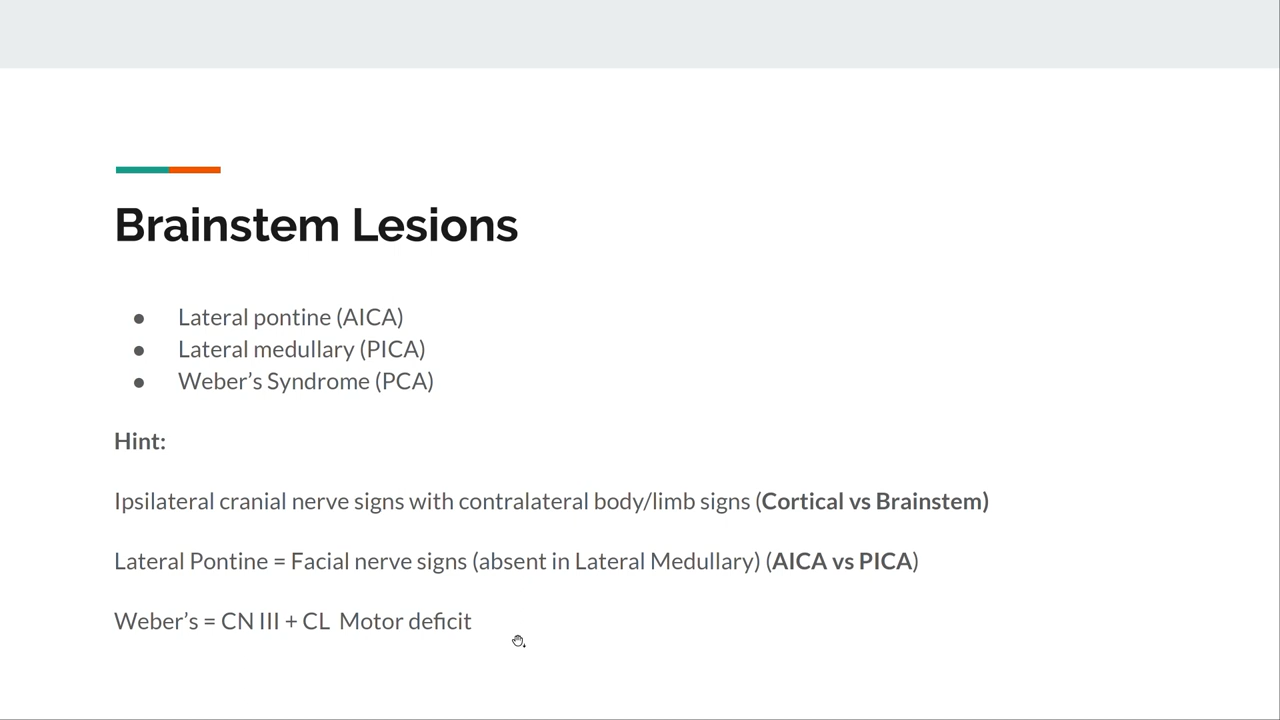 Brainstem Lesions
● Lateral pontine (AICA)
● Lateral medullary (PICA)
● Weber’s Syndrome (PCA)
Hint:
Ipsilateral cranial nerve signs with contralateral body/limb signs (Cortical vs Brainstem)
Lateral Pontine = Facial nerve signs (absent in Lateral Medullary) (AICA vs PICA)
Weber’s = CN III + CL Motor deficit